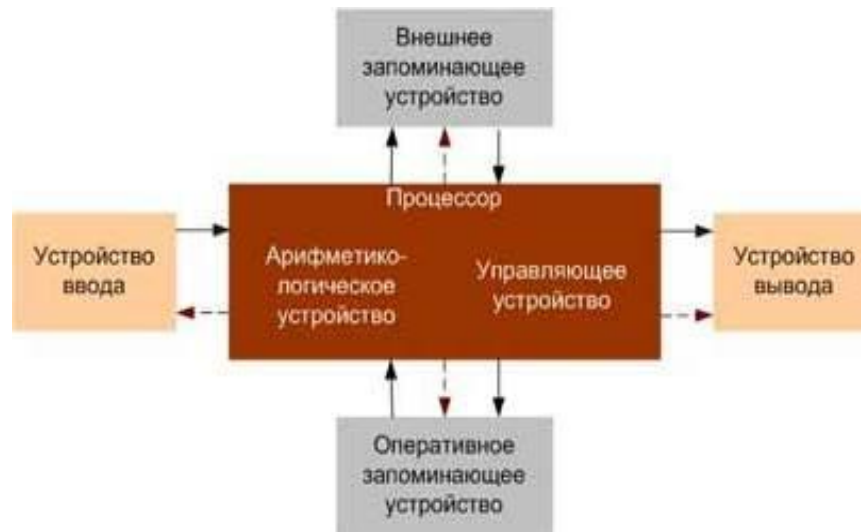 Внешнее
запоминающее
устройство
Процессор
Устройство
ввода
Арифметико-
логическое
устройство
Управляющее
устройство
Устройство
вывода
Оперативное
запоминающее
устройство